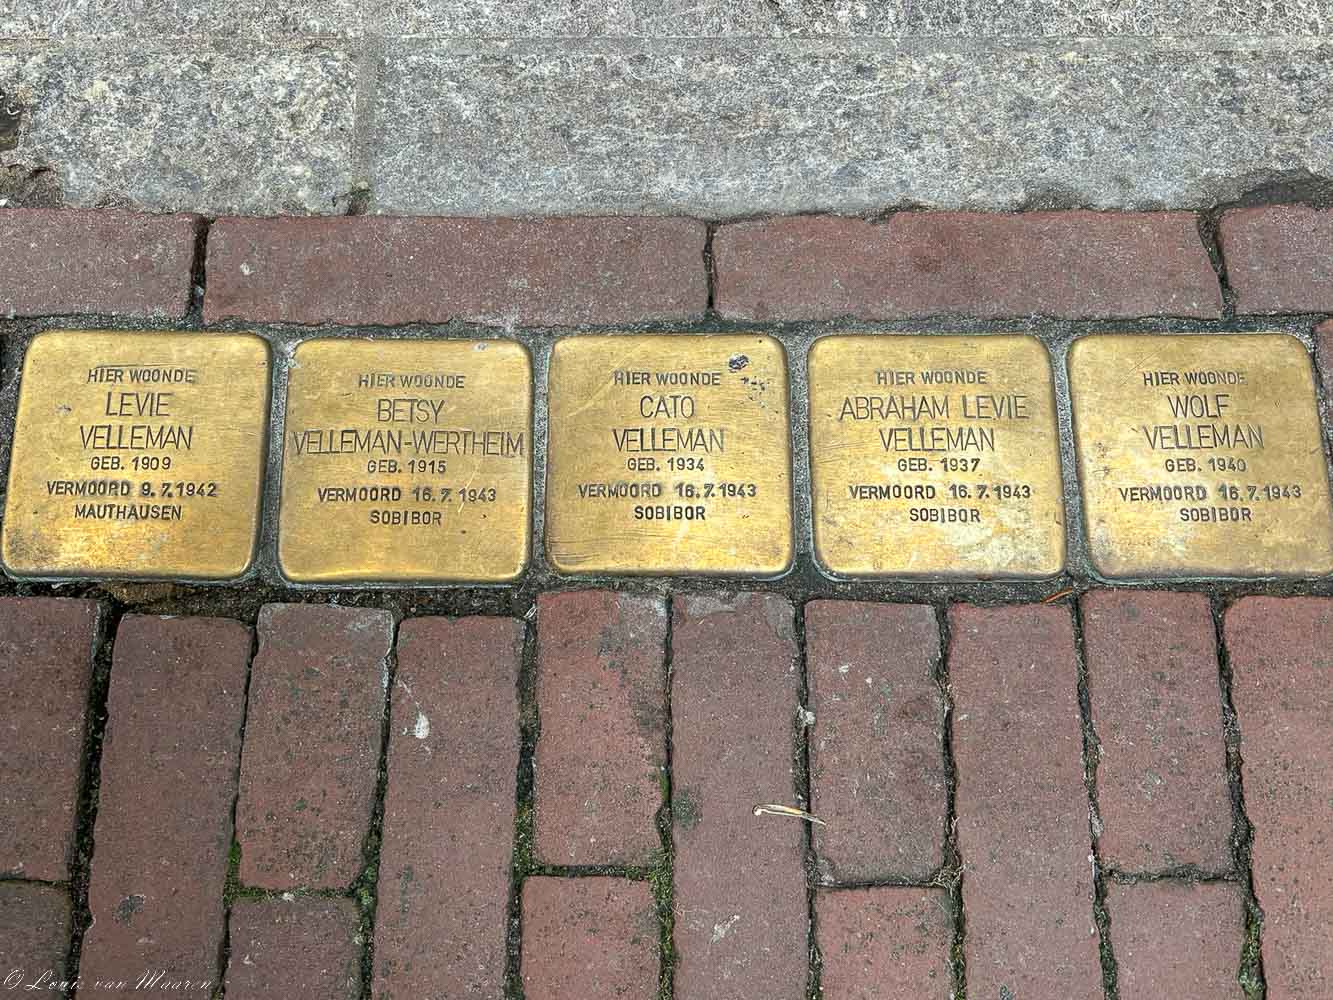 HIER WOONDE
LEVIE
VELLEMAN
GEB. 1909
VERMOORD 9.7.1942
MAUTHAUSEN
HIER WOONDE
BETSY
VELLEMAN-WERTHEIM
GEB. 1915
VERMOORD 16.7.1943
SOBIBOR
HIER WOONDE
CATO
VELLEMAN
GEB. 1934
VERMOORD 16.7.1943
SOBIBOR
HIER WOONDE
ABRAHAM LEVIE
VELLEMAN
GEB. 1937
VERMOORD 16.7.1943
SOBIBOR
HIER WOONDE
WOLF
VELLEMAN
GEB. 1940
VERMOORD 16.7.1943
SOBIBOR
© Louis van Maaren